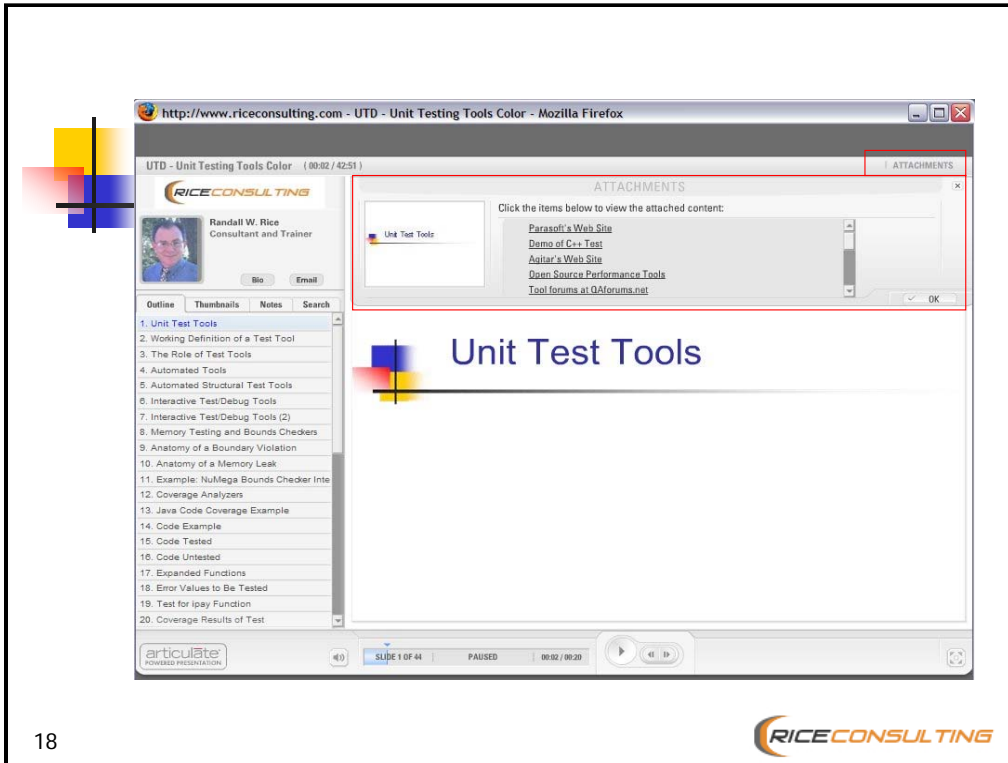 http://www.riceconsulting.com - UTD - Unit Testing Tools Color - Mozilla Firefox
UTD - Unit Testing Tools Color ( 00:02 / 42:51 )
ATTACHMENTS
RICECONSULTING
Randall W. Rice
Consultant and Trainer
Bio Email
ATTACHMENTS
Click the items below to view the attached content:
Unit Test Tools
Parasoft's Web Site
Demo of C++ Test
Agitar's Web Site
Open Source Performance Tools
Tool forums at QAforums.net
OK
Outline Thumbnails Notes Search
1. Unit Test Tools
2. Working Definition of a Test Tool
3. The Role of Test Tools
4. Automated Tools
5. Automated Structural Test Tools
6. Interactive Test/Debug Tools
7. Interactive Test/Debug Tools (2)
8. Memory Testing and Bounds Checkers
9. Anatomy of a Boundary Violation
10. Anatomy of a Memory Leak
11. Example: NuMega Bounds Checker Inte
12. Coverage Analyzers
13. Java Code Coverage Example
14. Code Example
15. Code Tested
16. Code Untested
17. Expanded Functions
18. Error Values to Be Tested
19. Test for ipay Function
20. Coverage Results of Test
Unit Test Tools
articulate
POWERED PRESENTATION
SLIDE 1 OF 44 PAUSED 00:02 / 00:20
18
RICECONSULTING